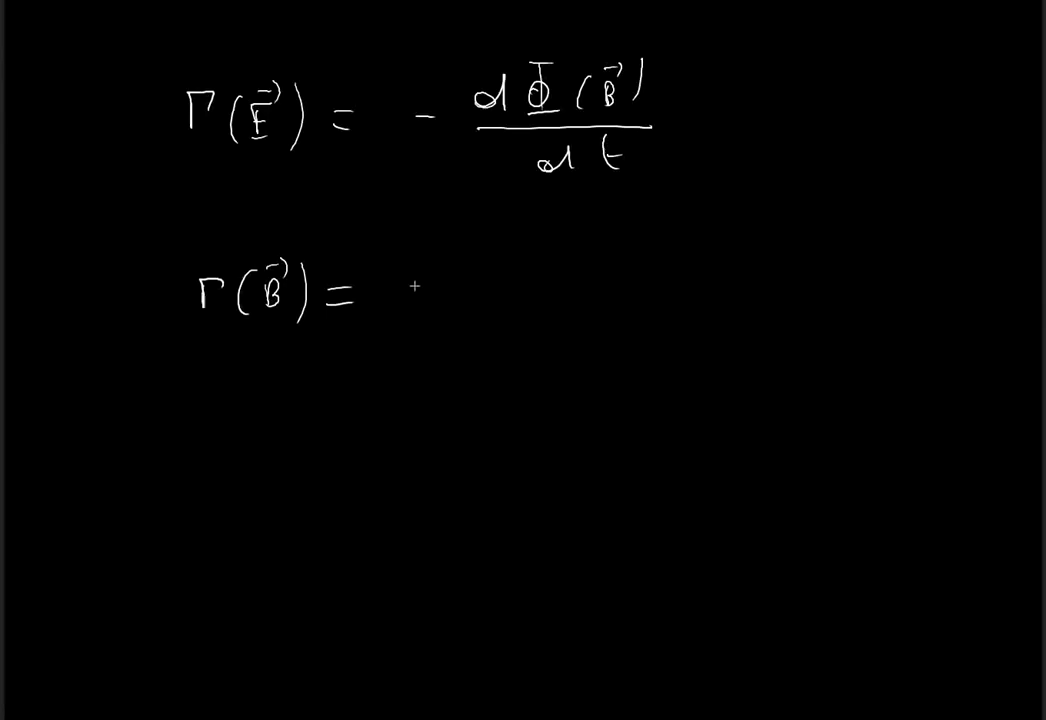 Γ(E⃗) = - dΦ(B⃗)/dt
Γ(B⃗) =